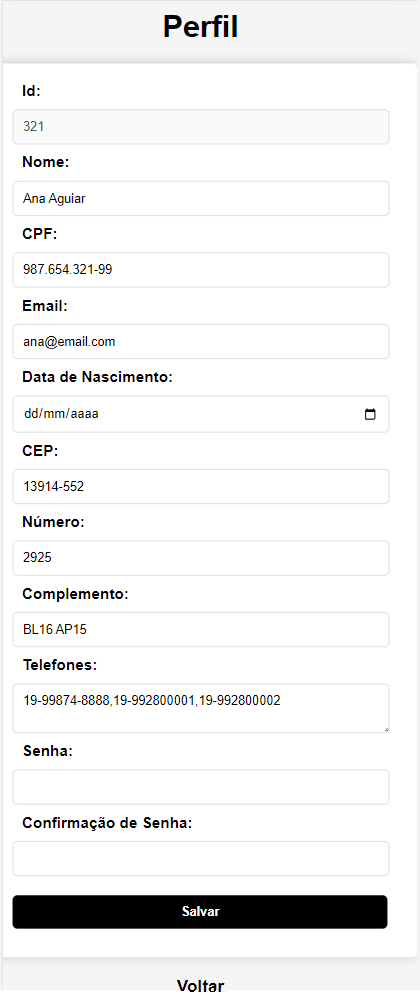 Perfil
Id:
321
Nome:
Ana Aguiar
CPF:
987.654.321-99
Email:
ana@email.com
Data de Nascimento:
dd/mm/aaaa
CEP:
13914-552
Número:
2925
Complemento:
BL16 AP15
Telefones:
19-99874-8888,19-992800001,19-992800002
Senha:
Confirmação de Senha:
Salvar
Voltar